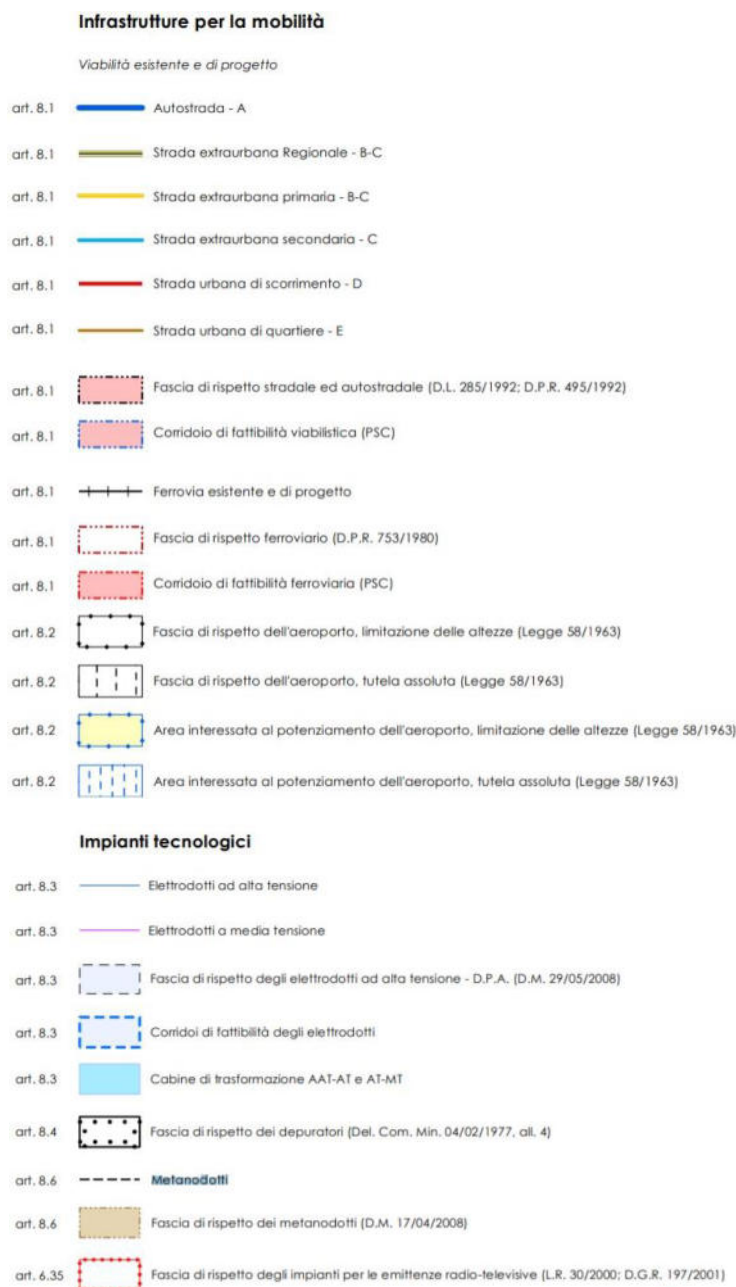 Infrastrutture per la mobilità
Viabilità esistente e di progetto
art. 8.1 Autostrada - A
art. 8.1 Strada extraurbana Regionale - B-C
art. 8.1 Strada extraurbana primaria - B-C
art. 8.1 Strada extraurbana secondaria - C
art. 8.1 Strada urbana di scorrimento - D
art. 8.1 Strada urbana di quartiere - E
art. 8.1 Fascia di rispetto stradale ed autostradale (D.L. 285/1992; D.P.R. 495/1992)
art. 8.1 Corridoio di fattibilità viabilistica (PSC)
art. 8.1 Ferrovia esistente e di progetto
art. 8.1 Fascia di rispetto ferroviario (D.P.R. 753/1980)
art. 8.1 Corridoio di fattibilità ferroviaria (PSC)
art. 8.2 Fascia di rispetto dell'aeroporto, limitazione delle altezze (Legge 58/1963)
art. 8.2 Fascia di rispetto dell'aeroporto, tutela assoluta (Legge 58/1963)
art. 8.2 Area interessata al potenziamento dell'aeroporto, limitazione delle altezze (Legge 58/1963)
art. 8.2 Area interessata al potenziamento dell'aeroporto, tutela assoluta (Legge 58/1963)
Impianti tecnologici
art. 8.3 Elettrodotti ad alta tensione
art. 8.3 Elettrodotti a media tensione
art. 8.3 Fascia di rispetto degli elettrodotti ad alta tensione - D.P.A. (D.M. 29/05/2008)
art. 8.3 Corridoi di fattibilità degli elettrodotti
art. 8.3 Cabine di trasformazione AAT-AT e AT-MT
art. 8.4 Fascia di rispetto dei depuratori (Del. Com. Min. 04/02/1977, all. 4)
art. 8.6 Metanodotti
art. 8.6 Fascia di rispetto dei metanodotti (D.M. 17/04/2008)
art. 6.35 Fascia di rispetto degli impianti per le emittenze radio-televisive (L.R. 30/2000; D.G.R. 197/2001)